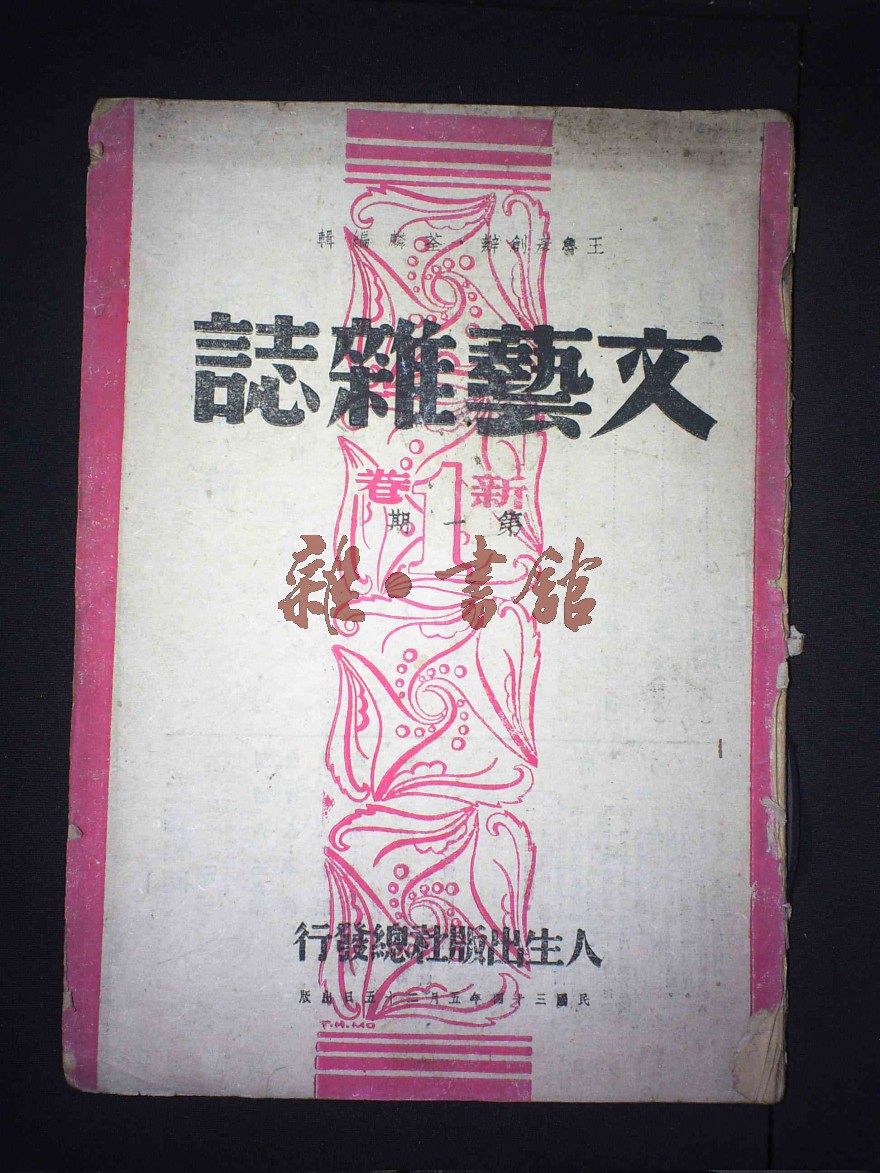 王魯彥創辦·荃麟編輯
文藝雜誌
新1卷
第一期
雜·書舘
人生出版社總發行
民國三十四年五月二十五日出版
T.H.MO